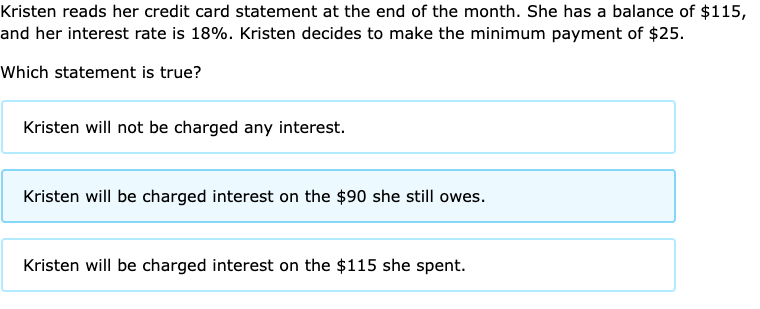 Kristen reads her credit card statement at the end of the month. She has a balance of $115,
and her interest rate is 18%. Kristen decides to make the minimum payment of $25.
Which statement is true?
Kristen will not be charged any interest.
Kristen will be charged interest on the $90 she still owes.
Kristen will be charged interest on the $115 she spent.